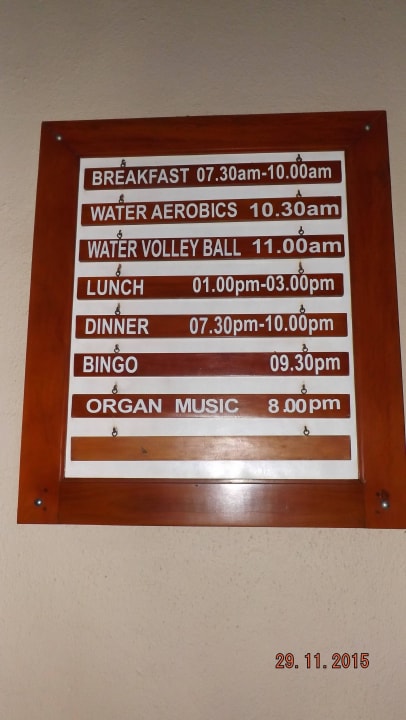 BREAKFAST 07.30am-10.00am
WATER AEROBICS 10.30am
WATER VOLLEY BALL 11.00am
LUNCH 01.00pm-03.00pm
DINNER 07.30pm-10.00pm
BINGO 09.30pm
ORGAN MUSIC 8.00pm
29.11.2015